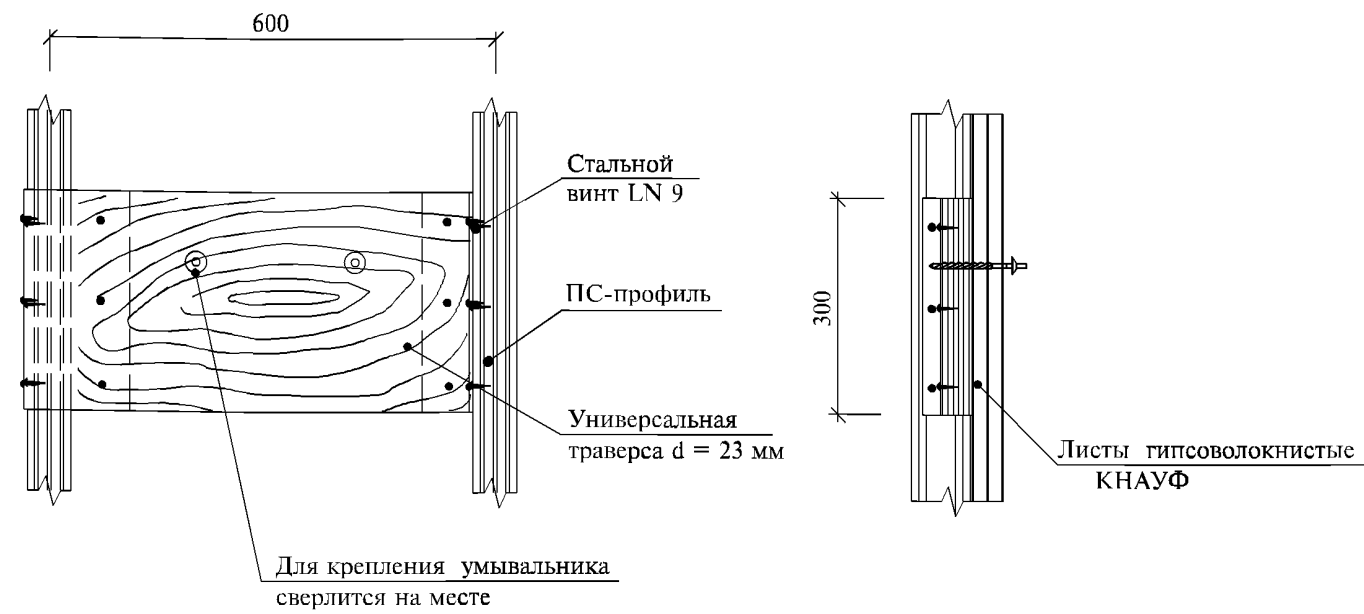 600
Стальной
винт LN 9
ПС-профиль
Универсальная
траверса d = 23 мм
Для крепления умывальника
сверлится на месте
300
Листы гипсоволокнистые
КНАУФ